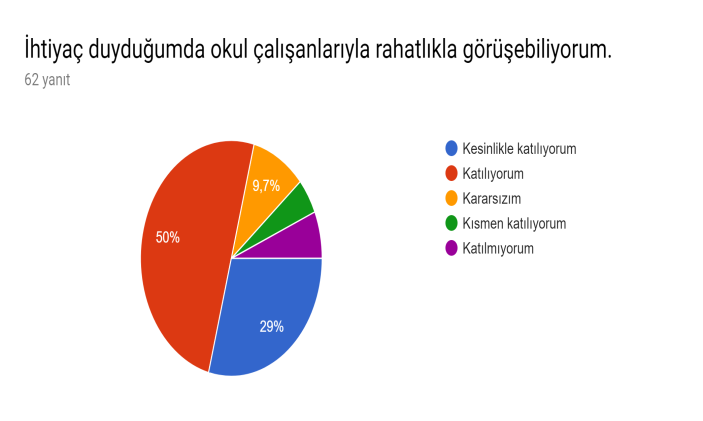 İhtiyaç duyduğumda okul çalışanlarıyla rahatlıkla görüşebiliyorum.
62 yanıt
Kesinlikle katılıyorum
Katılıyorum
Kararsızım
Kısmen katılıyorum
Katılmıyorum
9,7%
50%
29%